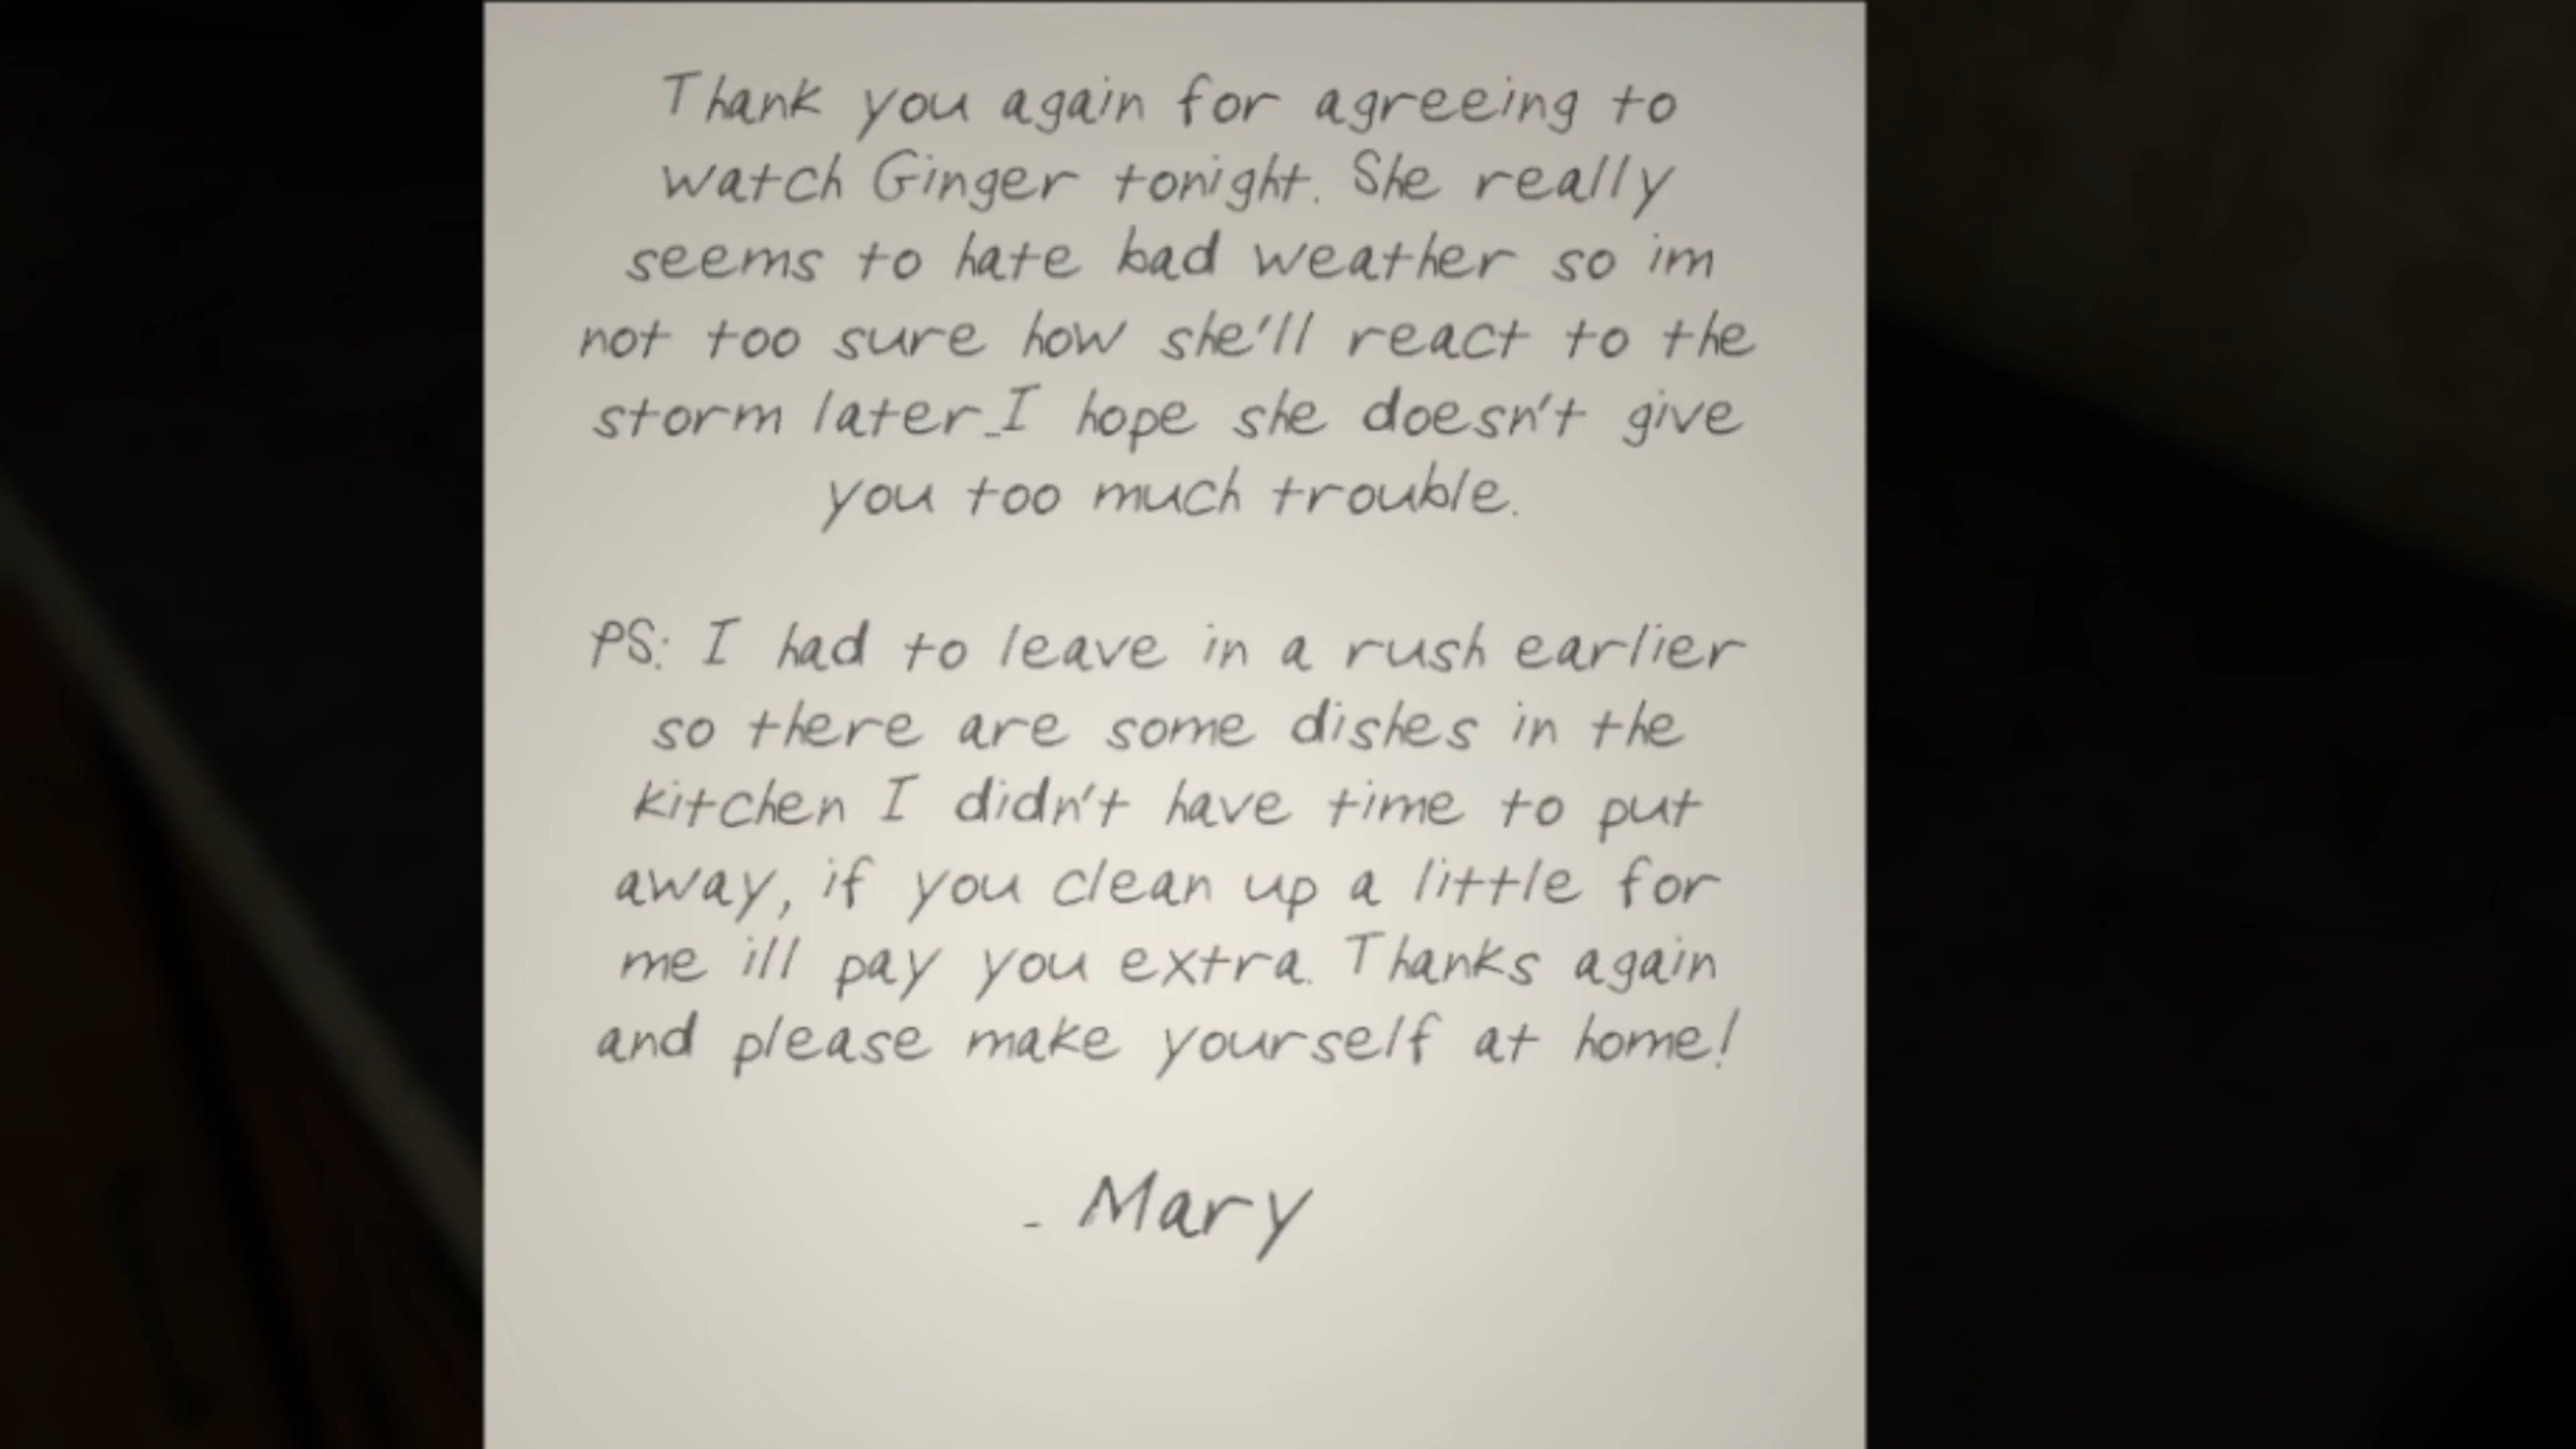 Thank you again for agreeing to
watch Ginger tonight. She really
seems to hate bad weather so im
not too sure how she'll react to the
storm later_I hope she doesn't give
you too much trouble.
PS: I had to leave in a rush earlier
so there are some dishes in the
kitchen I didn't have time to put
away, if you clean up a little for
me ill pay you extra. Thanks again
and please make yourself at home!
- Mary